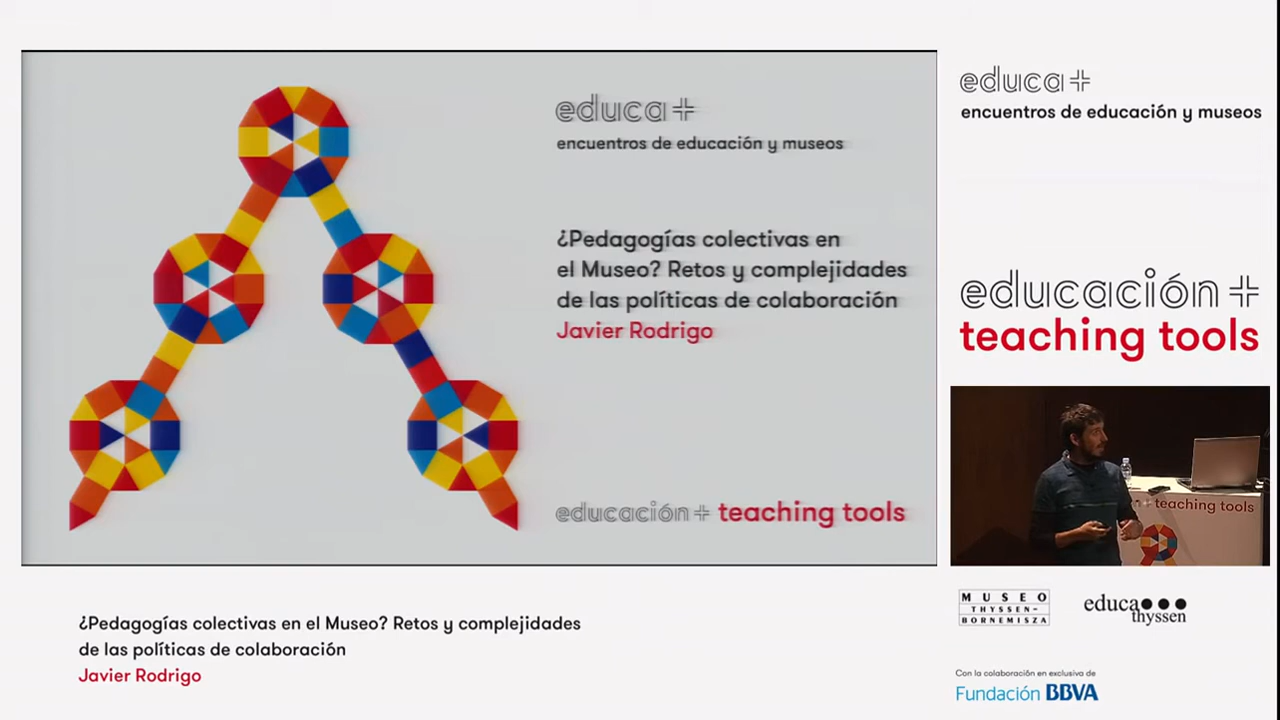 educa+
encuentros de educación y museos
¿Pedagogías colectivas en
el Museo? Retos y complejidades
de las políticas de colaboración
Javier Rodrigo
educación+ teaching tools
educa+
encuentros de educación y museos
educación+
teaching tools
n+ teaching tools
MUSEO
THYSSEN-
BORNEMISZA
educa
thyssen
Con la colaboración en exclusiva de
Fundación BBVA
¿Pedagogías colectivas en el Museo? Retos y complejidades
de las políticas de colaboración
Javier Rodrigo